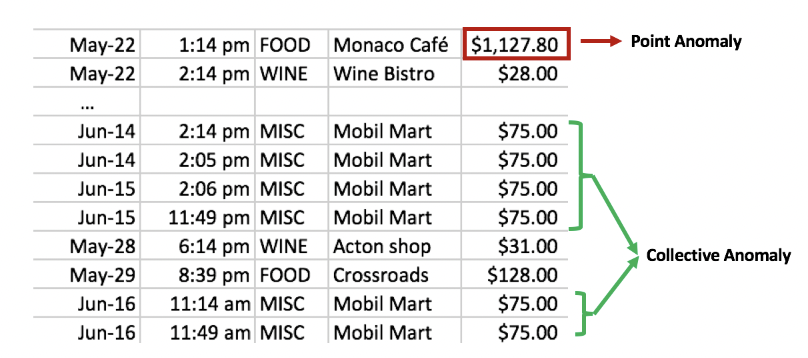 May-22 1:14 pm FOOD Monaco Café $1,127.80 Point Anomaly
May-22 2:14 pm WINE Wine Bistro $28.00
...
Jun-14 2:14 pm MISC Mobil Mart $75.00
Jun-14 2:05 pm MISC Mobil Mart $75.00
Jun-15 2:06 pm MISC Mobil Mart $75.00
Jun-15 11:49 pm MISC Mobil Mart $75.00
May-28 6:14 pm WINE Acton shop $31.00
Collective Anomaly
May-29 8:39 pm FOOD Crossroads $128.00
Jun-16 11:14 am MISC Mobil Mart $75.00
Jun-16 11:49 am MISC Mobil Mart $75.00